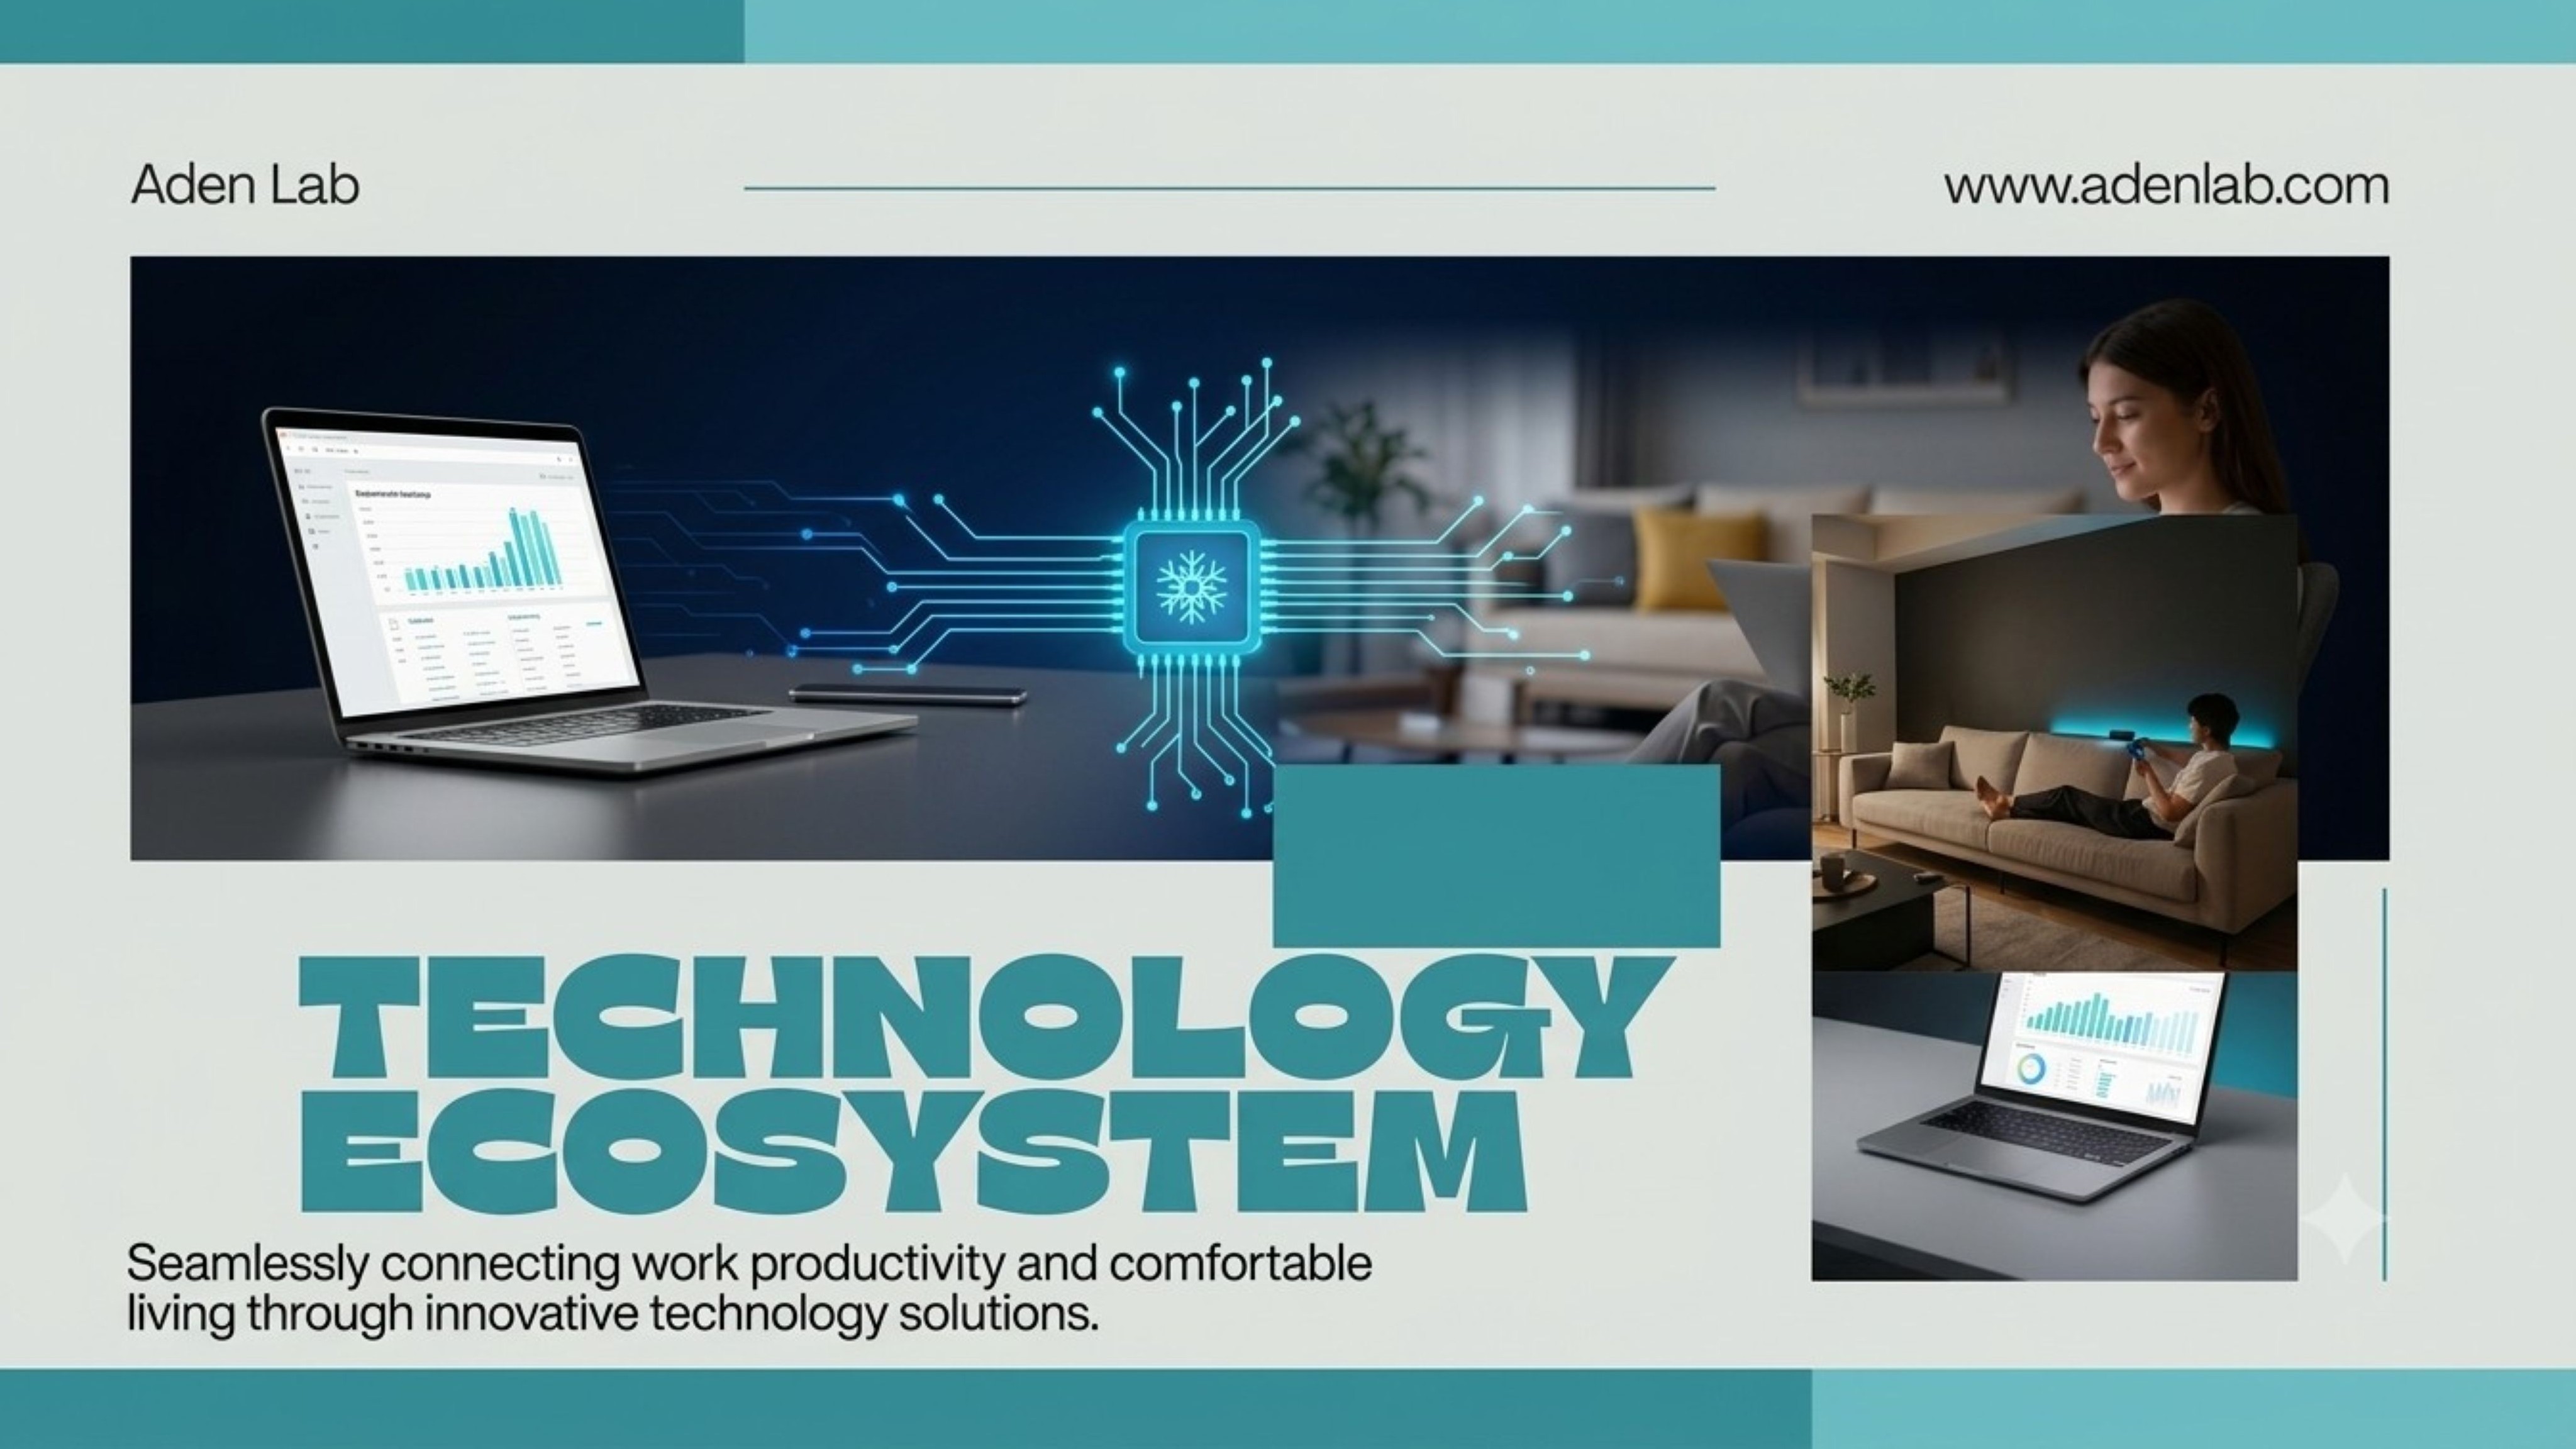 Aden Lab
www.adenlab.com
TECHNOLOGY
ECOSYSTEM
Seamlessly connecting work productivity and comfortable
living through innovative technology solutions.